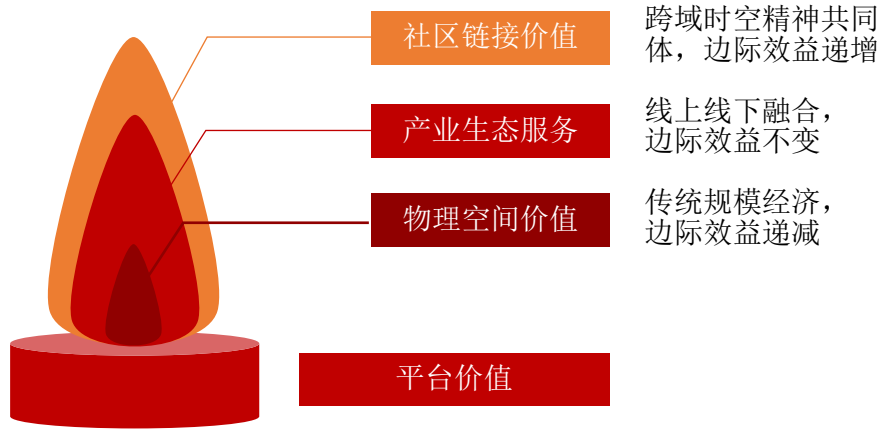 社区链接价值
跨域时空精神共同
体，边际效益递增
产业生态服务
线上线下融合，
边际效益不变
物理空间价值
传统规模经济，
边际效益递减
平台价值